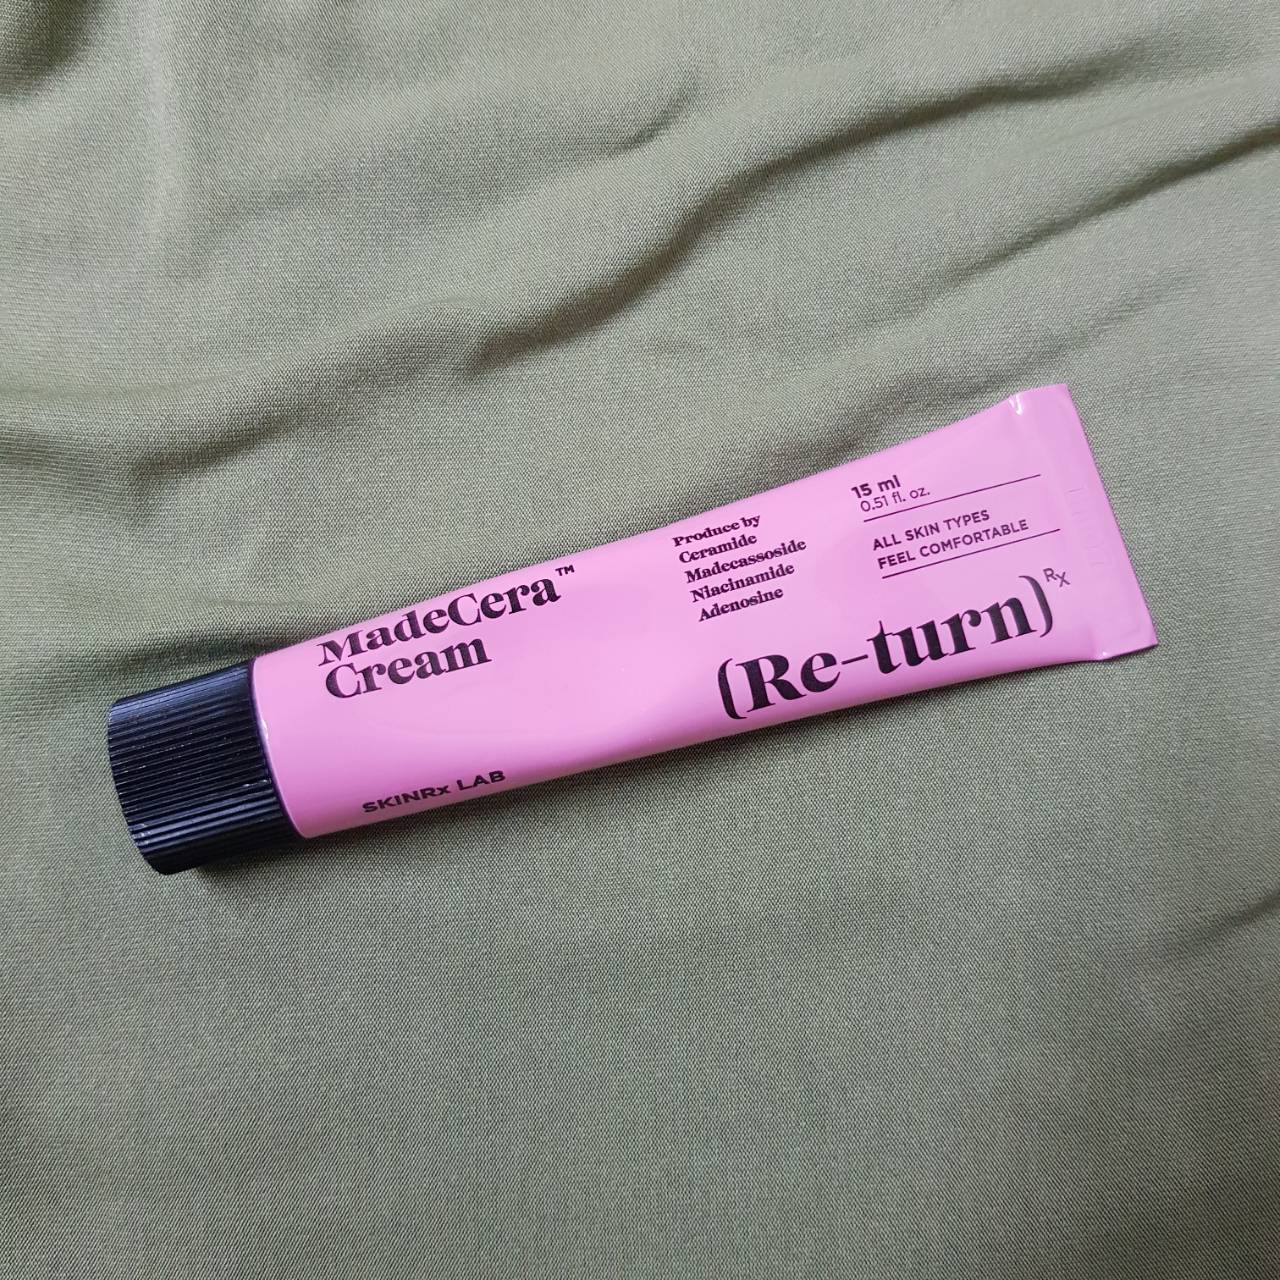 MadeCera™
Cream
SKINRx LAB
Produce by
Ceramide
Madecassoside
Niacinamide
Adenosine
15 ml
0.51 fl. oz.
ALL SKIN TYPES
FEEL COMFORTABLE
(Re-turn)Rx